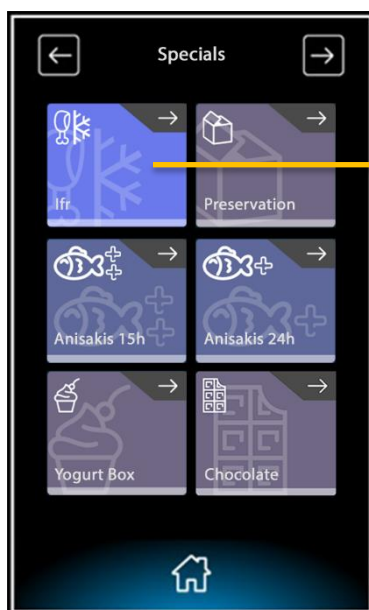 Specials
Ifr
Preservation
Anisakis 15h
Anisakis 24h
Yogurt Box
Chocolate